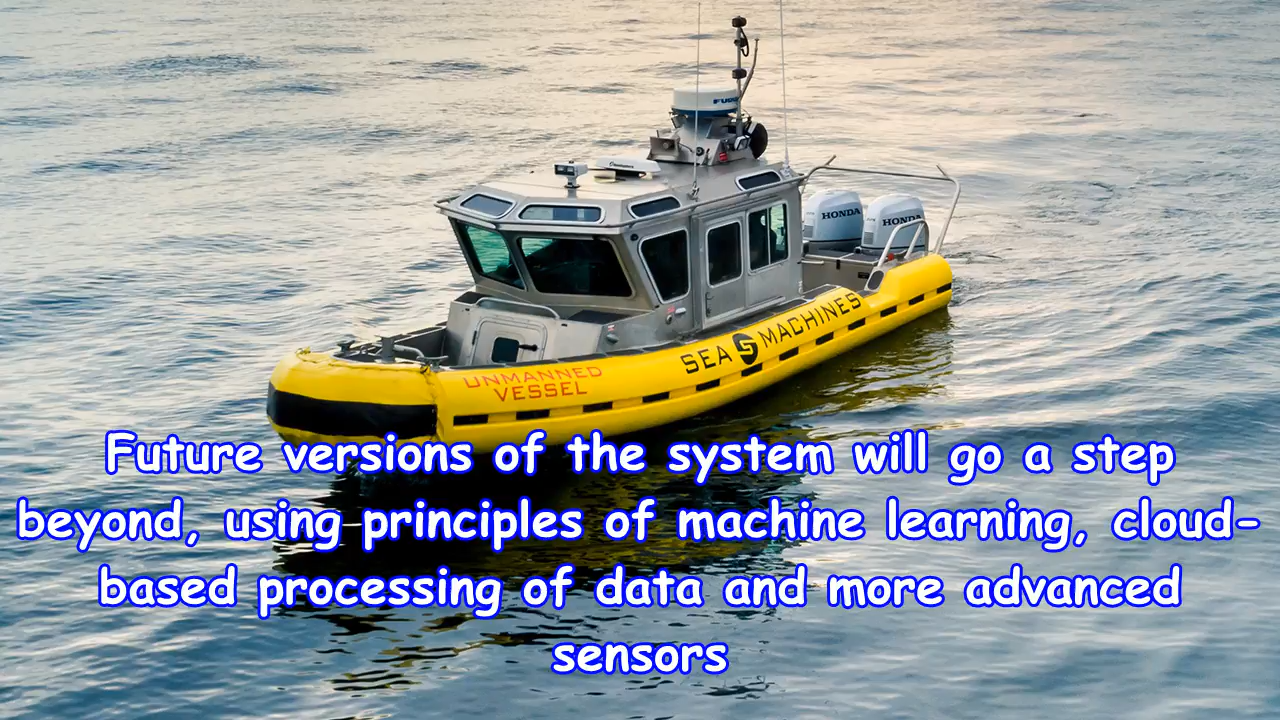 HONDA
HONDA
SEA MACHINES
UNMANNED
VESSEL
Future versions of the system will go a step
beyond, using principles of machine learning, cloud-
based processing of data and more advanced
sensors